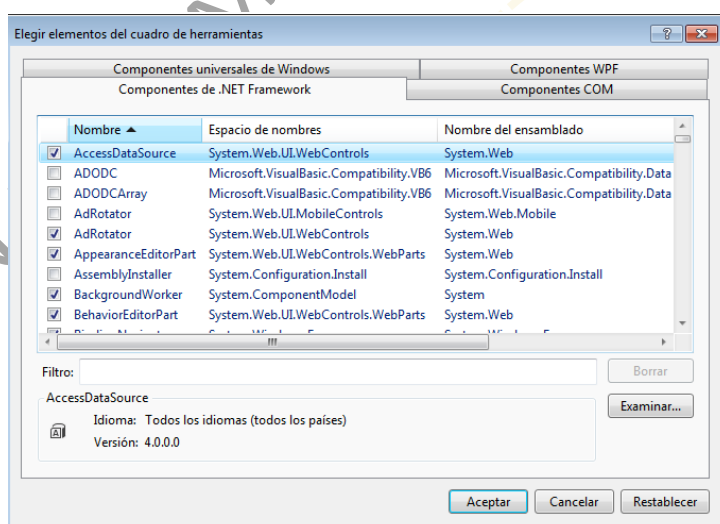 Elegir elementos del cuadro de herramientas
Componentes universales de Windows Componentes WPF
Componentes de .NET Framework Componentes COM
Nombre Espacio de nombres Nombre del ensamblado
AccessDataSource System.Web.UI.WebControls System.Web
ADODC Microsoft.VisualBasic.Compatibility.VB6 Microsoft.VisualBasic.Compatibility.Data
ADODCArray Microsoft.VisualBasic.Compatibility.VB6 Microsoft.VisualBasic.Compatibility.Data
AdRotator System.Web.UI.MobileControls System.Web.Mobile
AdRotator System.Web.UI.WebControls System.Web
AppearanceEditorPart System.Web.UI.WebControls.WebParts System.Web
AssemblyInstaller System.Configuration.Install System.Configuration.Install
BackgroundWorker System.ComponentModel System
BehaviorEditorPart System.Web.UI.WebControls.WebParts System.Web
Filtro: Borrar
AccessDataSource
Examinar...
Idioma: Todos los idiomas (todos los países)
Versión: 4.0.0.0
Aceptar Cancelar Restablecer